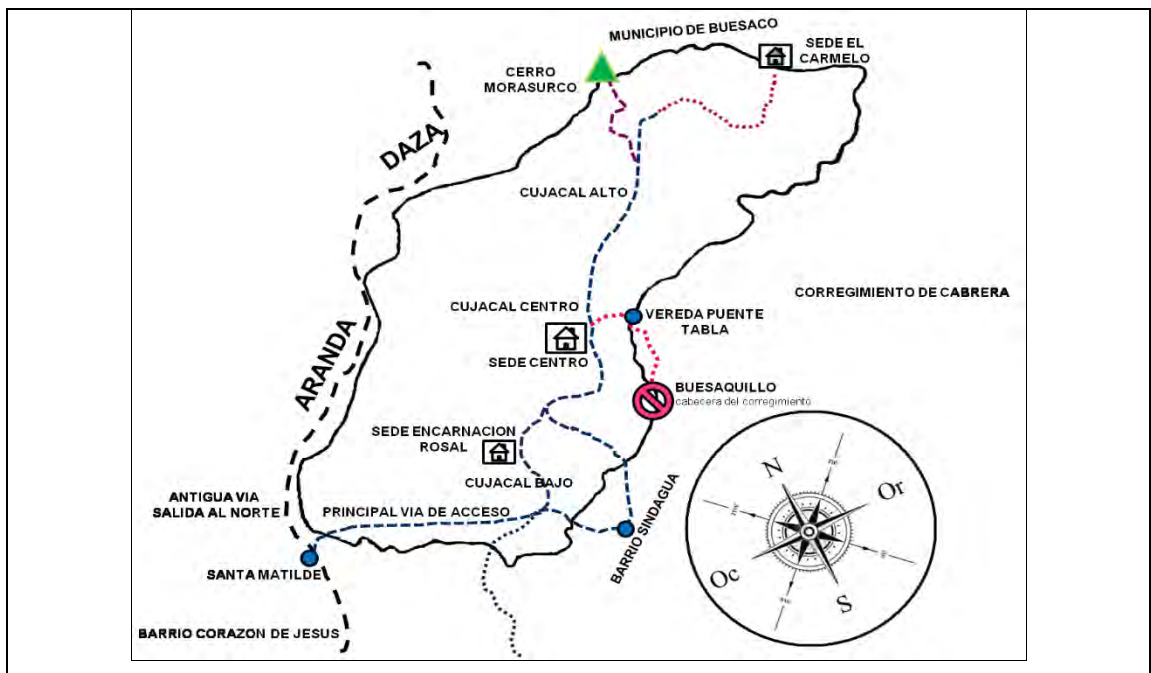 MUNICIPIO DE BUESACO
SEDE EL
CARMELO
CERRO
MORASURCO
DAZA
CUJACAL ALTO
CORREGIMIENTO DE CABRERA
CUJACAL CENTRO
VEREDA PUENTE
TABLA
ARANDA
SEDE CENTRO
BUESAQUILLO
cabecera del corregimiento
SEDE ENCARNACION
ROSAL
CUJACAL BAJO
ANTIGUA VIA
SALIDA AL NORTE
PRINCIPAL VIA DE ACCESO
BARRIO SINDAGUA
SANTA MATILDE
BARRIO CORAZON DE JESUS
N
Or
Oc
S